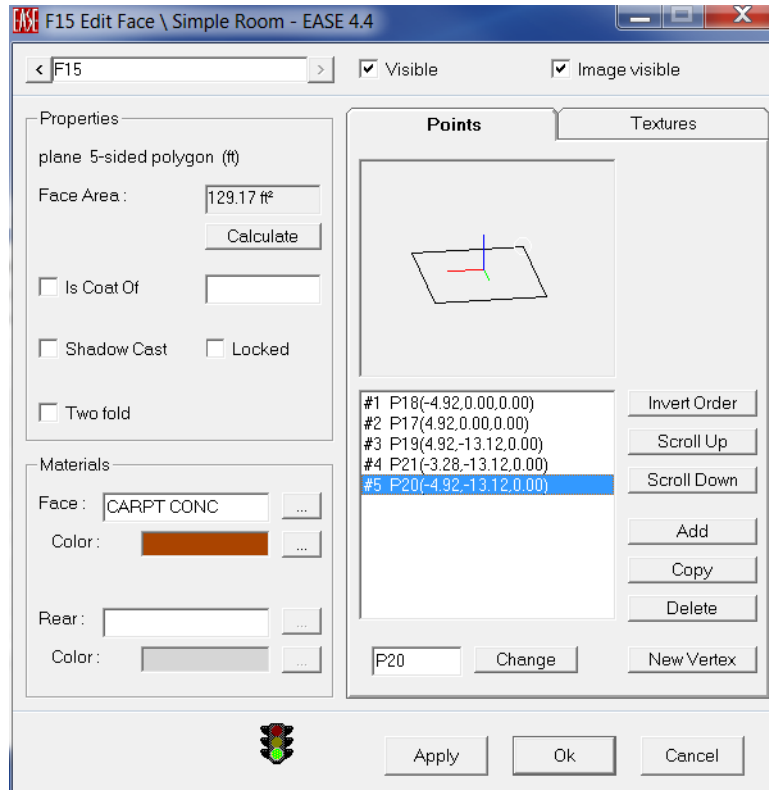 F15 Edit Face \ Simple Room - EASE 4.4
< F15 >
Visible
Image visible
Properties
plane 5-sided polygon (ft)
Face Area : 129.17 ft²
Calculate
Is Coat Of
Shadow Cast
Locked
Two fold
Materials
Face : CARPT CONC ...
Color : ...
Rear : ...
Color : ...
Points
Textures
#1 P18(-4.92,0.00,0.00)
#2 P17(4.92,0.00,0.00)
#3 P19(4.92,-13.12,0.00)
#4 P21(-3.28,-13.12,0.00)
#5 P20(-4.92,-13.12,0.00)
Invert Order
Scroll Up
Scroll Down
Add
Copy
Delete
P20
Change
New Vertex
Apply
Ok
Cancel